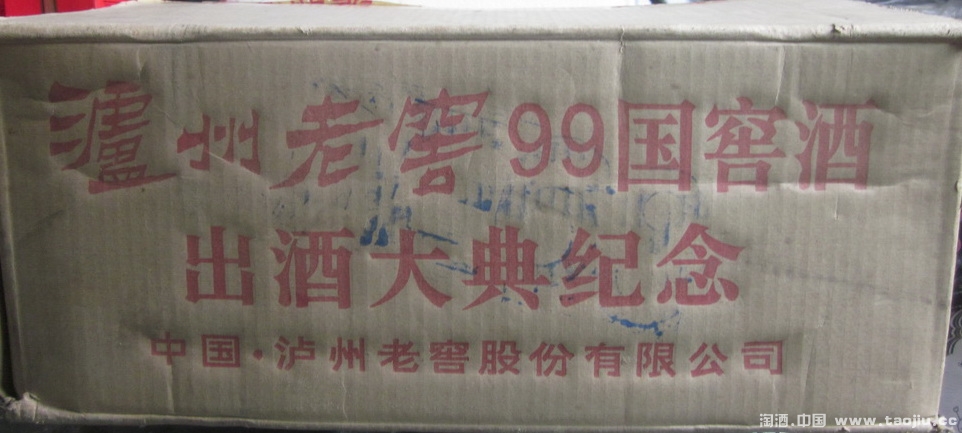 瀘州老窖99国窖酒
出酒大典纪念
中国·泸州老窖股份有限公司
淘酒.中国 www.taojiu.cc